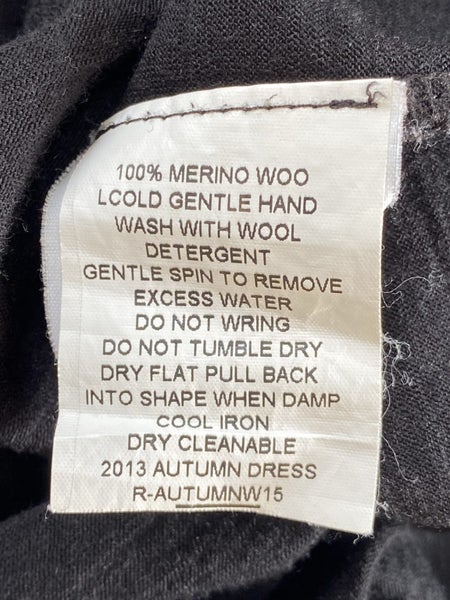 100% MERINO WOO
LCOLD GENTLE HAND
WASH WITH WOOL
DETERGENT
GENTLE SPIN TO REMOVE
EXCESS WATER
DO NOT WRING
DO NOT TUMBLE DRY
DRY FLAT PULL BACK
INTO SHAPE WHEN DAMP
COOL IRON
DRY CLEANABLE
2013 AUTUMN DRESS
R-AUTUMNW15